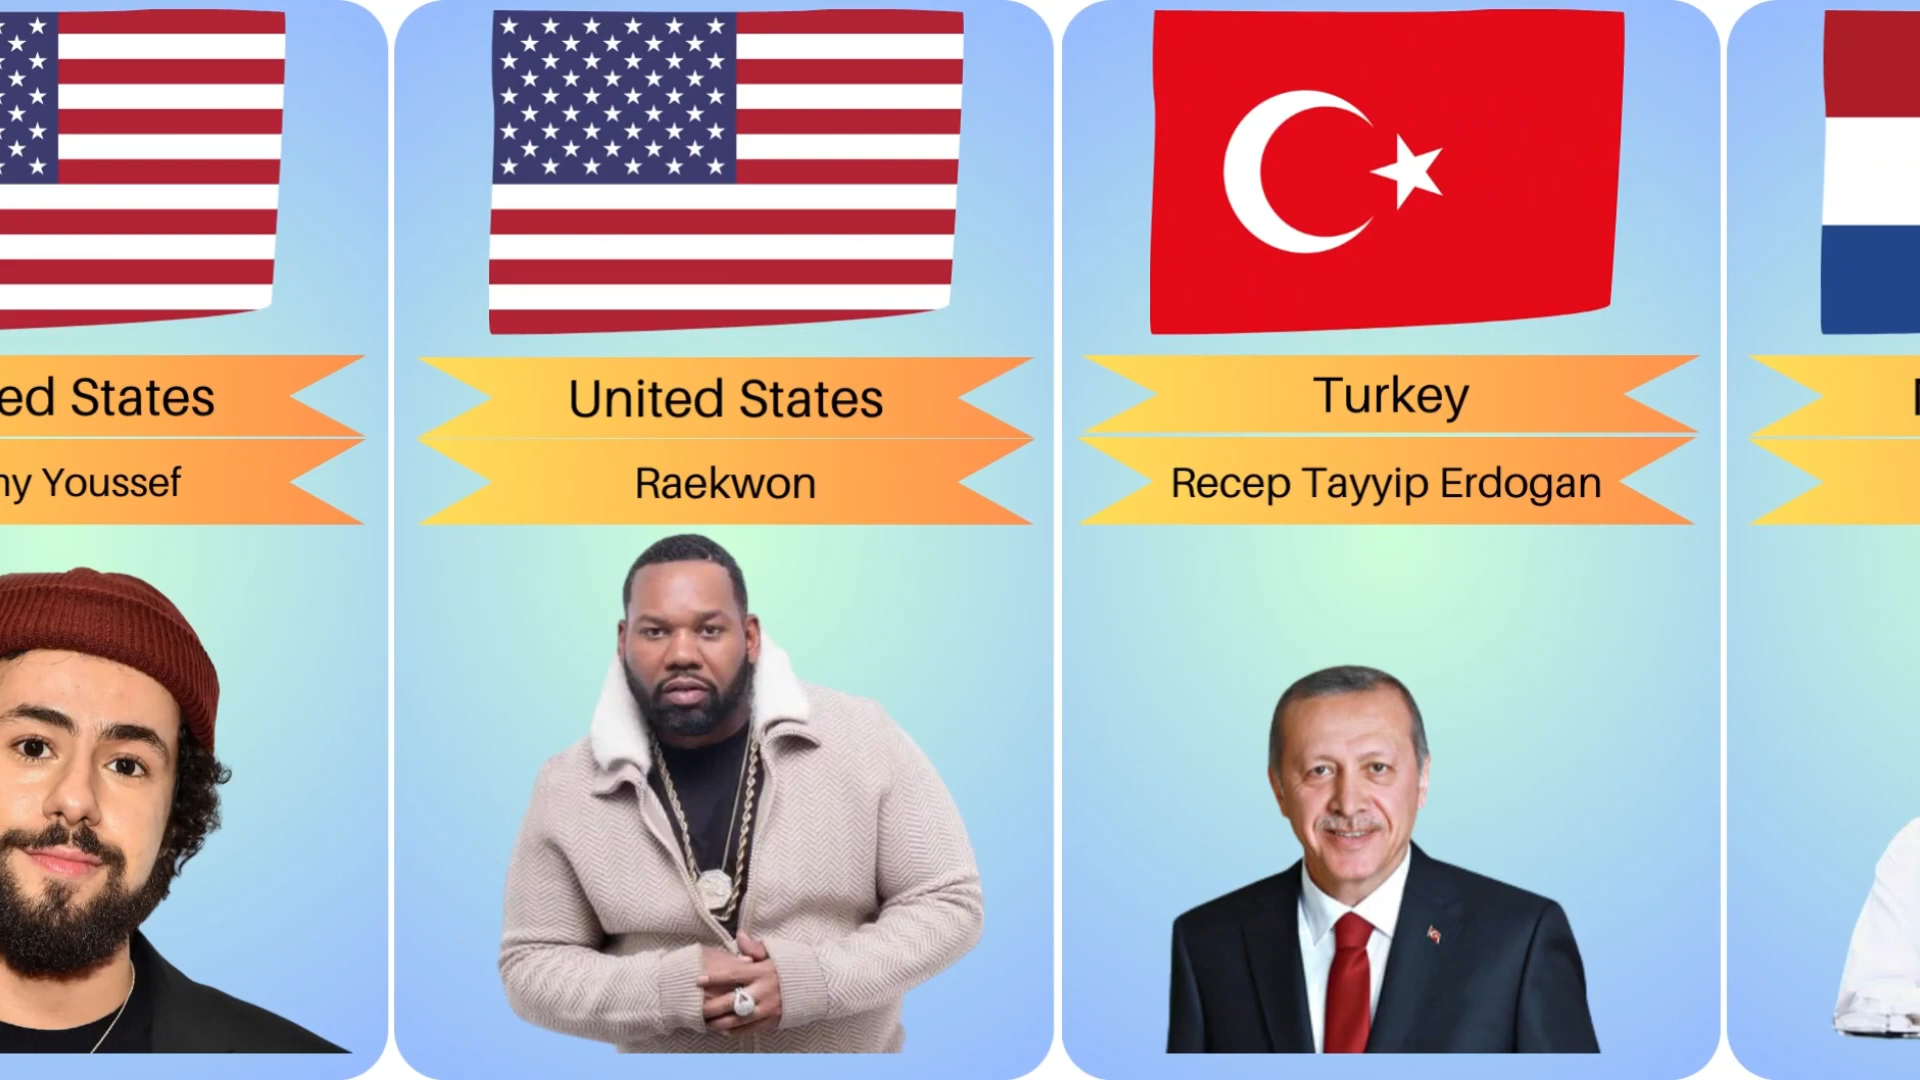 ed States
ny Youssef
United States
Raekwon
Turkey
Recep Tayyip Erdogan